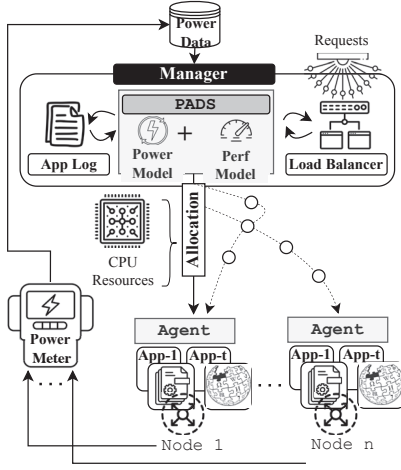 Power
Data
Requests
Manager
PADS
App Log
Power
Model
+
Perf
Model
Load Balancer
Allocation
CPU
Resources
Power
Meter
. . . .
Agent
Agent
App-1
App-t
App-1
App-t
...
Node 1
Node n